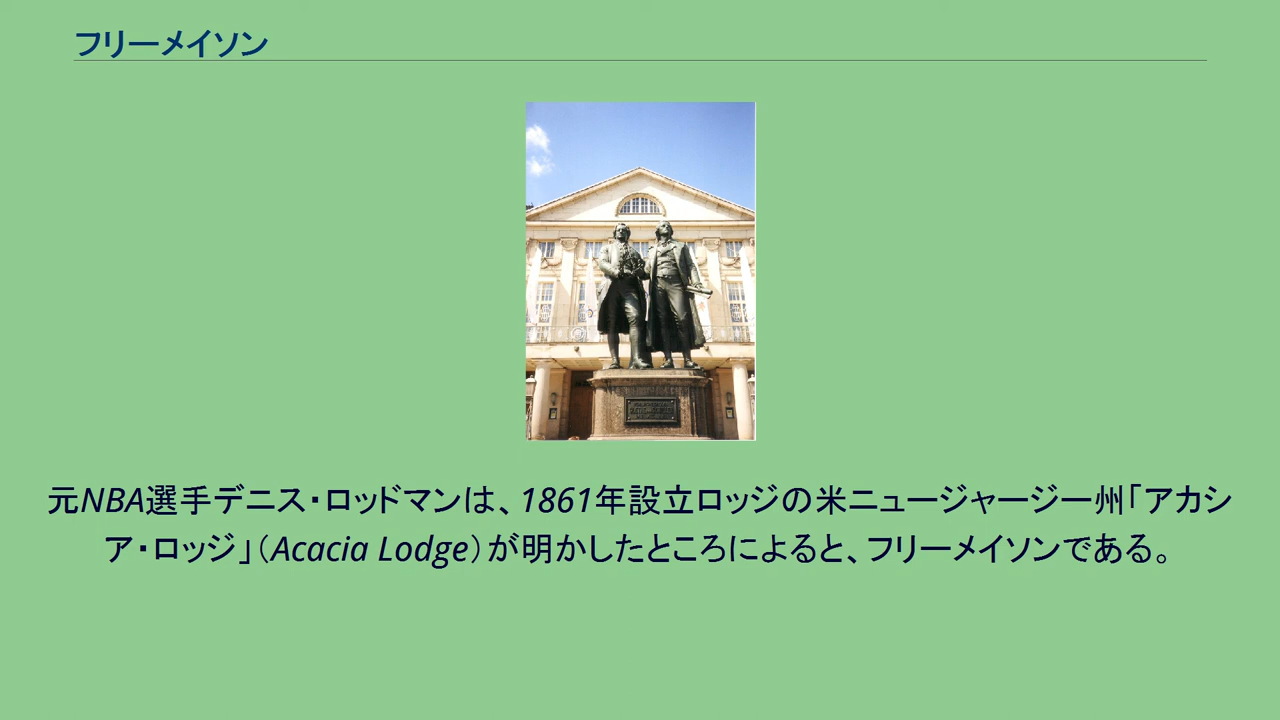 フリーメイソン
元NBA選手デニス・ロッドマンは、1861年設立ロッジの米ニュージャージー州「アカシ
ア・ロッジ」（Acacia Lodge）が明かしたところによると、フリーメイソンである。